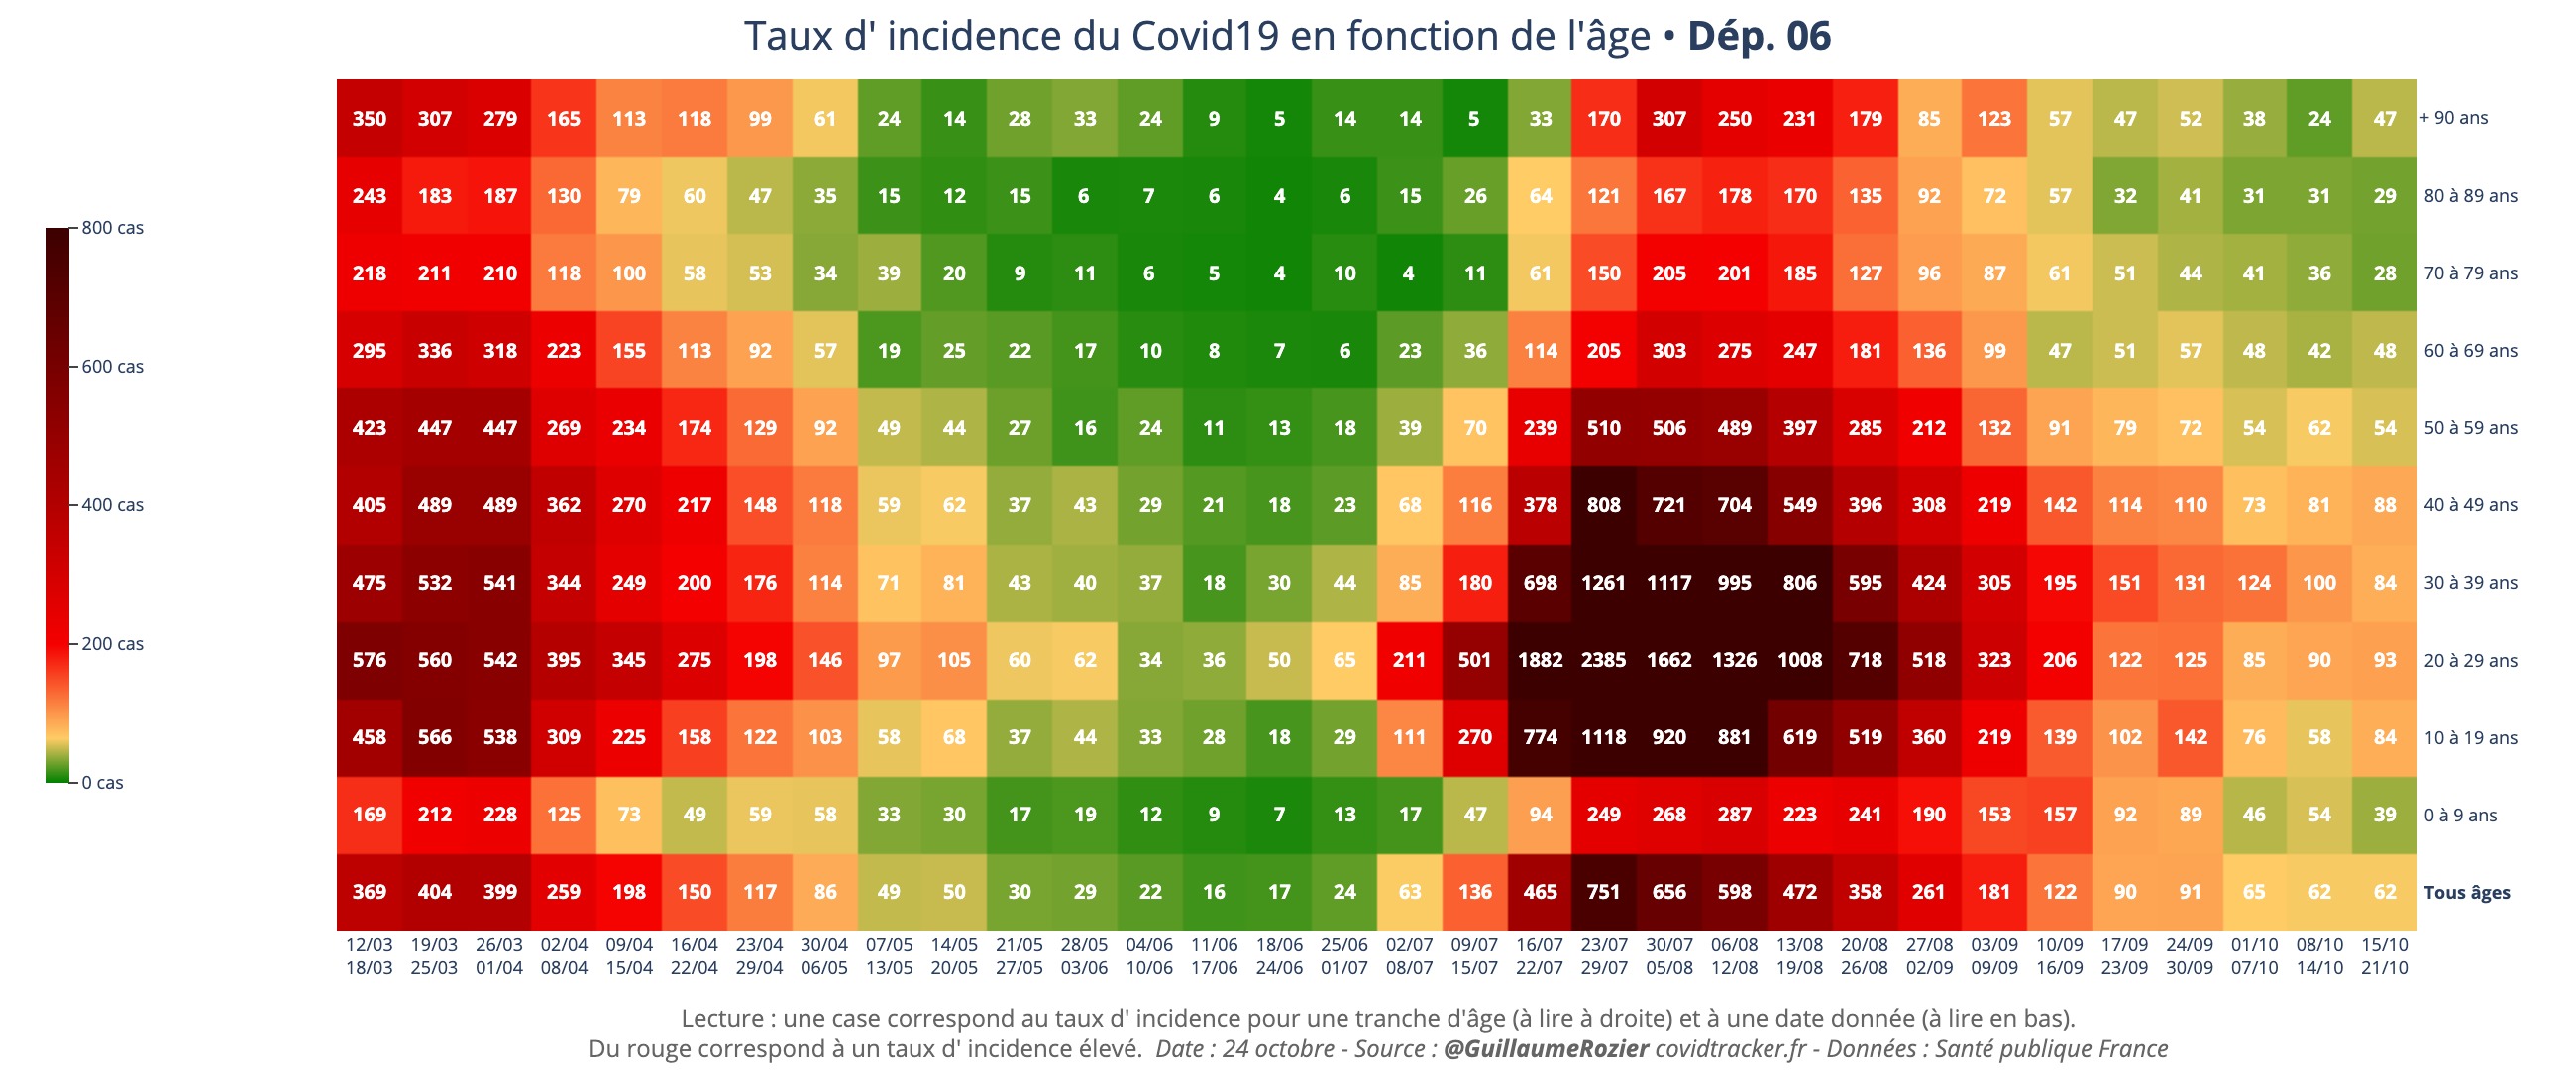 Taux d' incidence du Covid19 en fonction de l'âge • Dép. 06
800 cas
600 cas
400 cas
200 cas
0 cas
350 307 279 165 113 118 99 61 24 14 28 33 24 9 5 14 14 5 33 170 307 250 231 179 85 123 57 47 52 38 24 47 + 90 ans
243 183 187 130 79 60 47 35 15 12 15 6 7 6 4 6 15 26 64 121 167 178 170 135 92 72 57 32 41 31 31 29 80 à 89 ans
218 211 210 118 100 58 53 34 39 20 9 11 6 5 4 10 4 11 61 150 205 201 185 127 96 87 61 51 44 41 36 28 70 à 79 ans
295 336 318 223 155 113 92 57 19 25 22 17 10 8 7 6 23 36 114 205 303 275 247 181 136 99 47 51 57 48 42 48 60 à 69 ans
423 447 447 269 234 174 129 92 49 44 27 16 24 11 13 18 39 70 239 510 506 489 397 285 212 132 91 79 72 54 62 54 50 à 59 ans
405 489 489 362 270 217 148 118 59 62 37 43 29 21 18 23 68 116 378 808 721 704 549 396 308 219 142 114 110 73 81 88 40 à 49 ans
475 532 541 344 249 200 176 114 71 81 43 40 37 18 30 44 85 180 698 1261 1117 995 806 595 424 305 195 151 131 124 100 84 30 à 39 ans
576 560 542 395 345 275 198 146 97 105 60 62 34 36 50 65 211 501 1882 2385 1662 1326 1008 718 518 323 206 122 125 85 90 93 20 à 29 ans
458 566 538 309 225 158 122 103 58 68 37 44 33 28 18 29 111 270 774 1118 920 881 619 519 360 219 139 102 142 76 58 84 10 à 19 ans
169 212 228 125 73 49 59 58 33 30 17 19 12 9 7 13 17 47 94 249 268 287 223 241 190 153 157 92 89 46 54 39 0 à 9 ans
369 404 399 259 198 150 117 86 49 50 30 29 22 16 17 24 63 136 465 751 656 598 472 358 261 181 122 90 91 65 62 62 Tous âges
12/03 19/03 26/03 02/04 09/04 16/04 23/04 30/04 07/05 14/05 21/05 28/05 04/06 11/06 18/06 25/06 02/07 09/07 16/07 23/07 30/07 06/08 13/08 20/08 27/08 03/09 10/09 17/09 24/09 01/10 08/10 15/10
18/03 25/03 01/04 08/04 15/04 22/04 29/04 06/05 13/05 20/05 27/05 03/06 10/06 17/06 24/06 01/07 08/07 15/07 22/07 29/07 05/08 12/08 19/08 26/08 02/09 09/09 16/09 23/09 30/09 07/10 14/10 21/10
Lecture : une case correspond au taux d' incidence pour une tranche d'âge (à lire à droite) et à une date donnée (à lire en bas).
Du rouge correspond à un taux d' incidence élevé. Date : 24 octobre - Source : @GuillaumeRozier covidtracker.fr - Données : Santé publique France